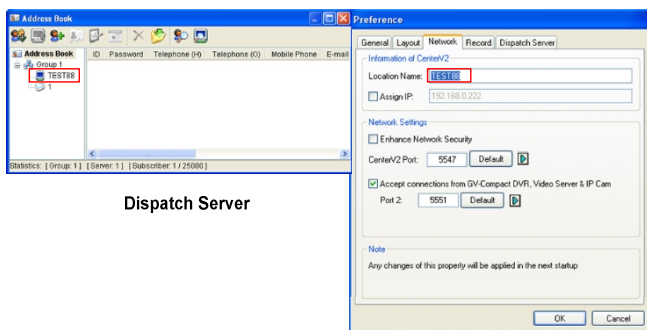 Address Book
Address Book
Group 1
TEST88
1
ID Password Telephone (H) Telephone (O) Mobile Phone E-mail
Statistics: [ Group: 1 ] [ Server: 1 ] [ Subscriber: 1 / 25000 ]
Dispatch Server
Preference
General Layout Network Record Dispatch Server
Information of CenterV2
Location Name: TEST88
Assign IP: 192.168.0.222
Network Settings
Enhance Network Security
CenterV2 Port: 5547 Default
Accept connections from GV-Compact DVR, Video Server & IP Cam
Port 2: 5551 Default
Note
Any changes of this property will be applied in the next startup
OK Cancel